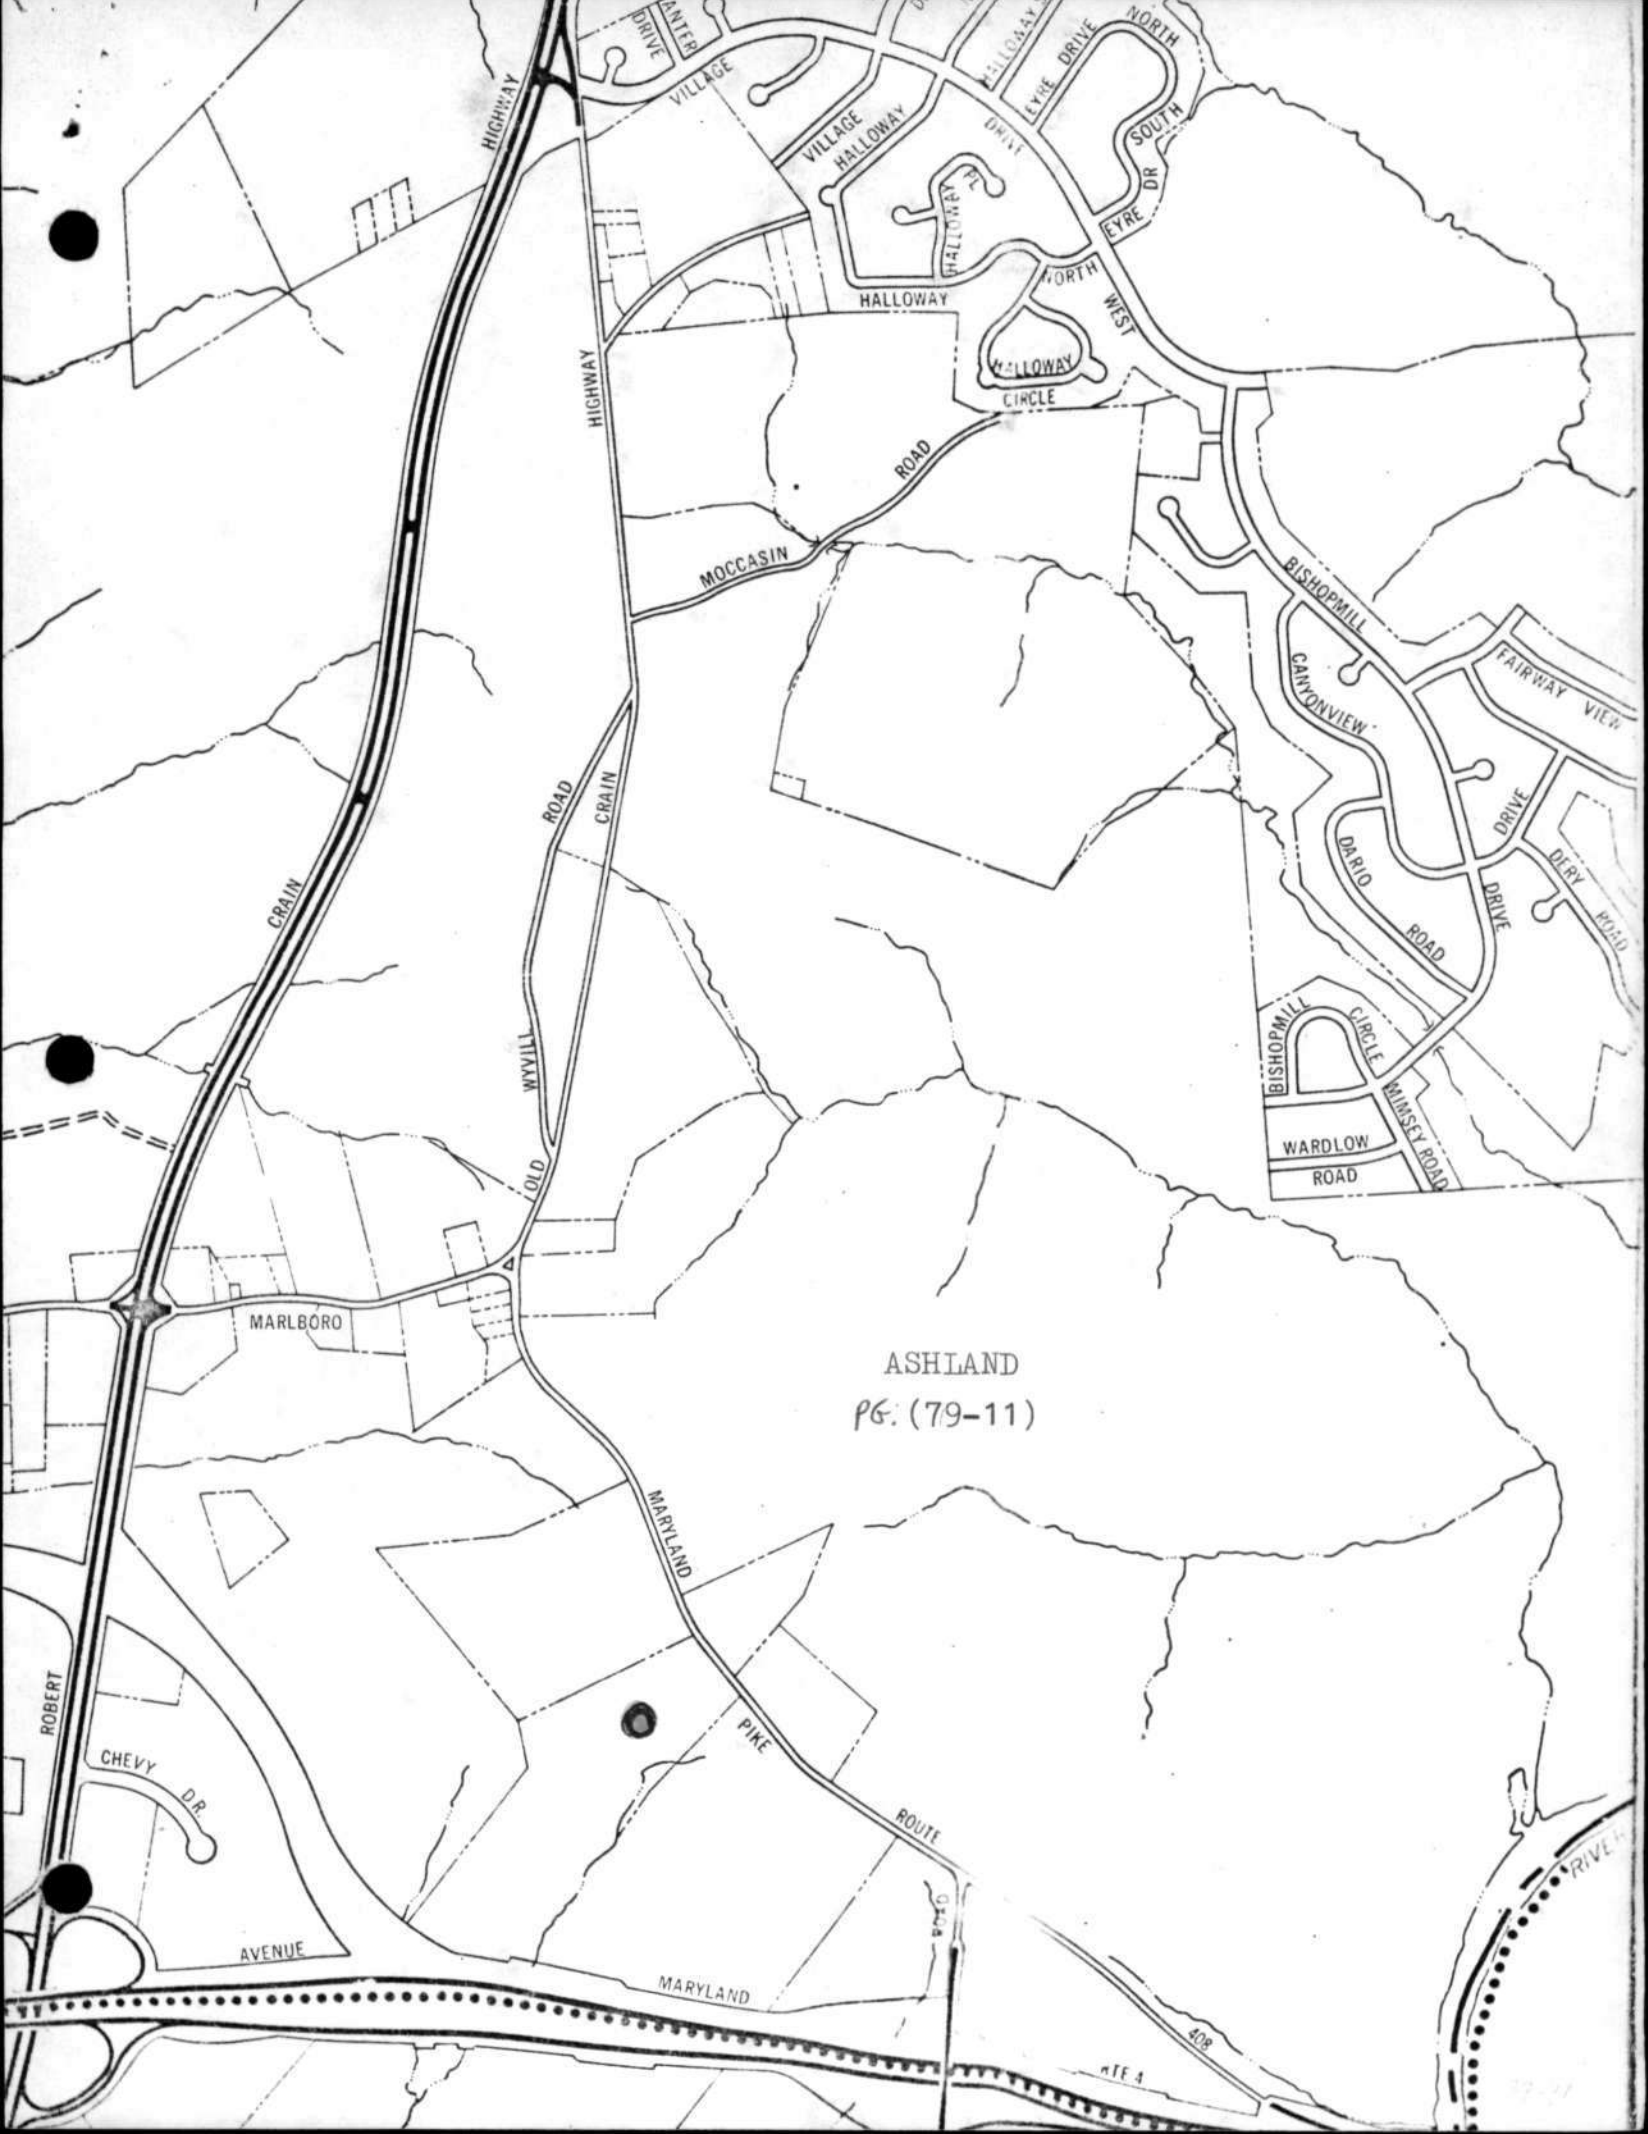 DRIVE
VILLAGE
HIGHWAY
HALLOWAY
EYRE DRIVE
NORTH
SOUTH
EYRE DR
DRIVE
VILLAGE
HALLOWAY
HALLOWAY PL
HALLOWAY
NORTH
WEST
HALLOWAY
CIRCLE
HIGHWAY
MOCCASIN ROAD
BISHOPMILL
FAIRWAY VIEW
CANYONVIEW
DRIVE
DARIO ROAD
DERY ROAD
DRIVE
ROAD
CRAIN
CRAIN
WYVILL
OLD
BISHOPMILL
CIRCLE
MIMSEY ROAD
WARDLOW
ROAD
MARLBORO
ASHLAND
PG: (79-11)
MARYLAND
PIKE
ROBERT
CHEVY DR.
ROUTE
ROAD
RIVER
AVENUE
MARYLAND
408
RTE 4